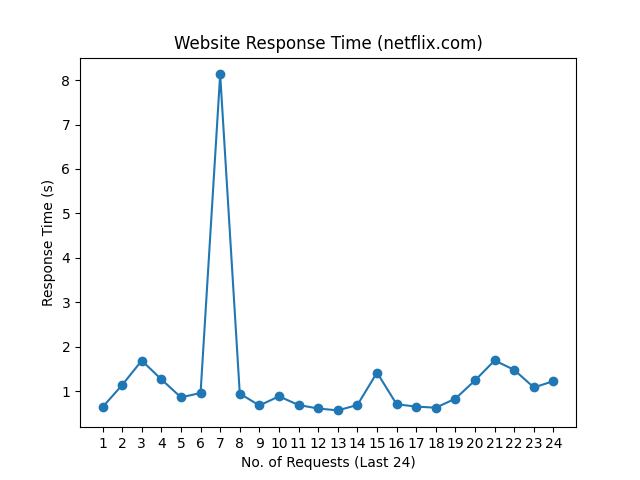 Website Response Time (netflix.com)
8
7
6
5
4
3
2
1
Response Time (s)
1 2 3 4 5 6 7 8 9 10 11 12 13 14 15 16 17 18 19 20 21 22 23 24
No. of Requests (Last 24)